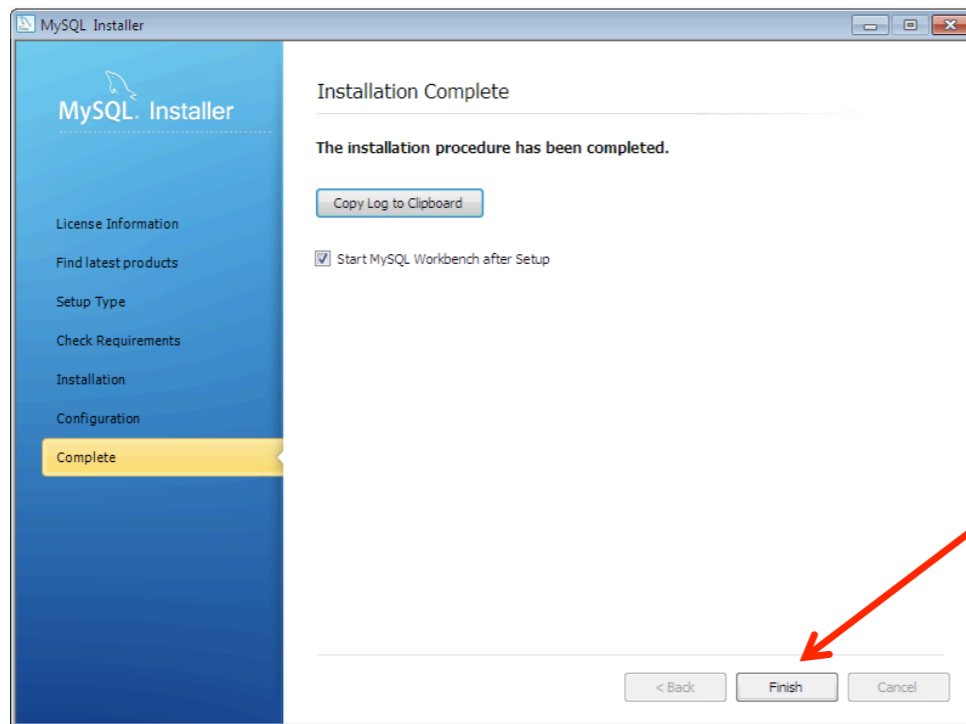 MySQL Installer
MySQL. Installer
License Information
Find latest products
Setup Type
Check Requirements
Installation
Configuration
Complete
Installation Complete
The installation procedure has been completed.
Copy Log to Clipboard
Start MySQL Workbench after Setup
< Back
Finish
Cancel